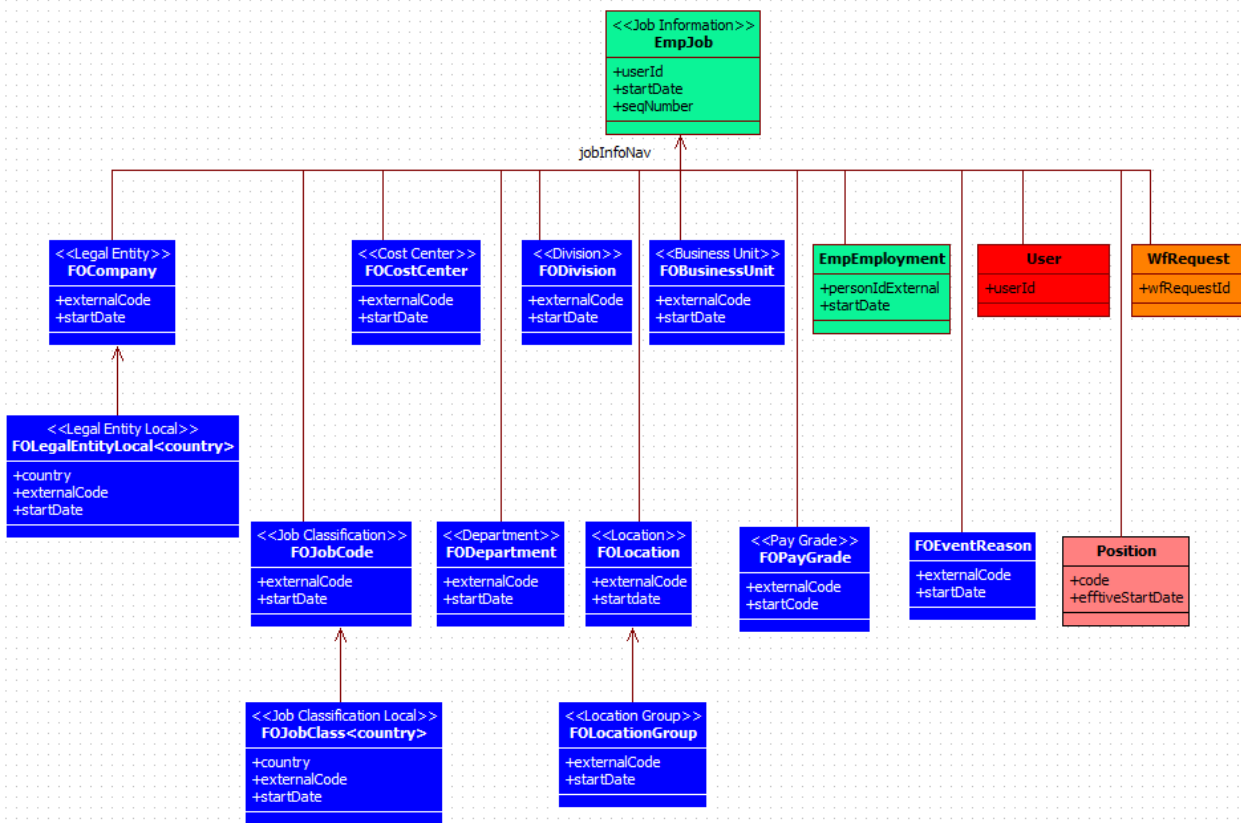 <<Job Information>>
EmpJob
+userId
+startDate
+seqNumber
jobInfoNav
<<Legal Entity>>
FOCompany
+externalCode
+startDate
<<Cost Center>>
FOCostCenter
+externalCode
+startDate
<<Division>>
FODivision
+externalCode
+startDate
<<Business Unit>>
FOBusinessUnit
+externalCode
+startDate
EmpEmployment
+personIdExternal
+startDate
User
+userId
WfRequest
+wfRequestId
<<Legal Entity Local>>
FOLegalEntityLocal<country>
+country
+externalCode
+startDate
<<Job Classification>>
FOJobCode
+externalCode
+startDate
<<Department>>
FODepartment
+externalCode
+startDate
<<Location>>
FOLocation
+externalCode
+startdate
<<Pay Grade>>
FOPayGrade
+externalCode
+startCode
FOEventReason
+externalCode
+startDate
Position
+code
+efftiveStartDate
<<Job Classification Local>>
FOJobClass<country>
+country
+externalCode
+startDate
<<Location Group>>
FOLocationGroup
+externalCode
+startDate